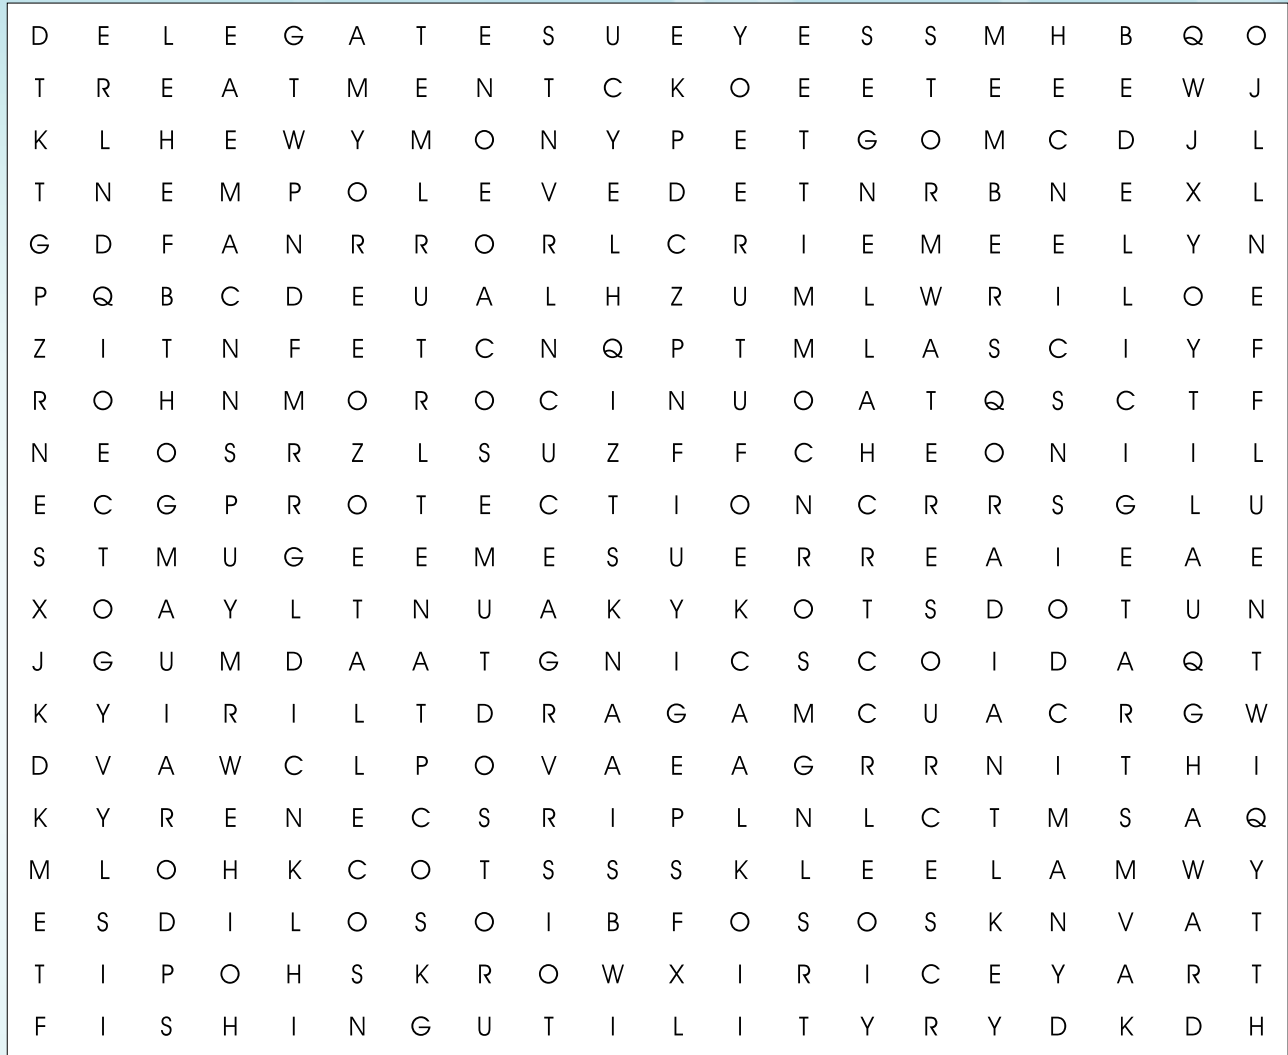 D E L E G A T E S U E Y E S S M H B Q O
T R E A T M E N T C K O E E T E E E W J
K L H E W Y M O N Y P E T G O M C D J L
T N E M P O L E V E D E T N R B N E X L
G D F A N R R O R L C R I E M E E L Y N
P Q B C D E U A L H Z U M L W R I L O E
Z I T N F E T C N Q P T M L A S C I Y F
R O H N M O R O C I N U O A T Q S C T F
N E O S R Z L S U Z F F C H E O N I I L
E C G P R O T E C T I O N C R R S G L U
S T M U G E E M E S U E R R E A I E A E
X O A Y L T N U A K Y K O T S D O T U N
J G U M D A A T G N I C S C O I D A Q T
K Y I R I L T D R A G A M C U A C R G W
D V A W C L P O V A E A G R R N I T H I
K Y R E N E C S R I P L N L C T M S A Q
M L O H K C O T S S S K L E E L A M W Y
E S D I L O S O I B F O S O S K N V A T
T I P O H S K R O W X I R I C E Y A R T
F I S H I N G U T I L I T Y R Y D K D H